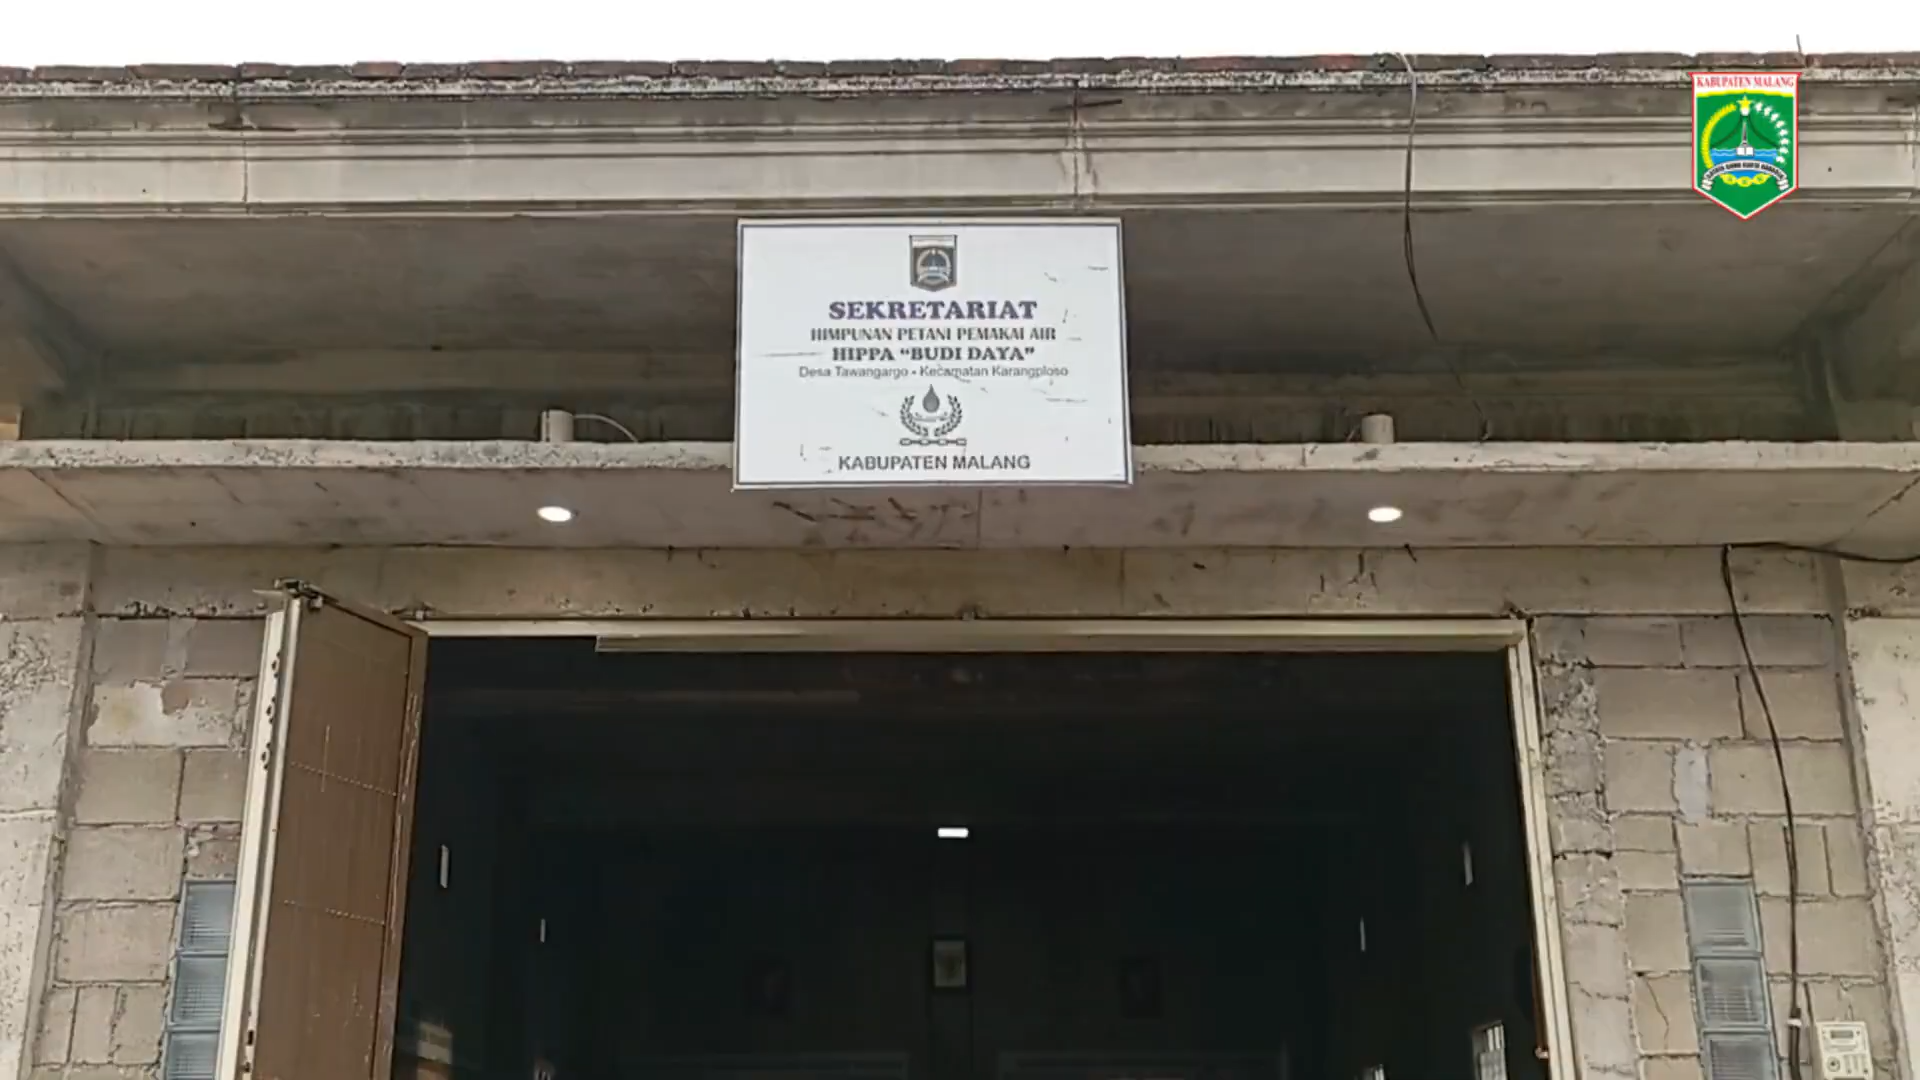 KABUPATEN MALANG
SEKRETARIAT
HIMPUNAN PETANI PEMAKAI AIR
HIPPA “BUDI DAYA”
Desa Tawangargo - Kecamatan Karangploso
KABUPATEN MALANG